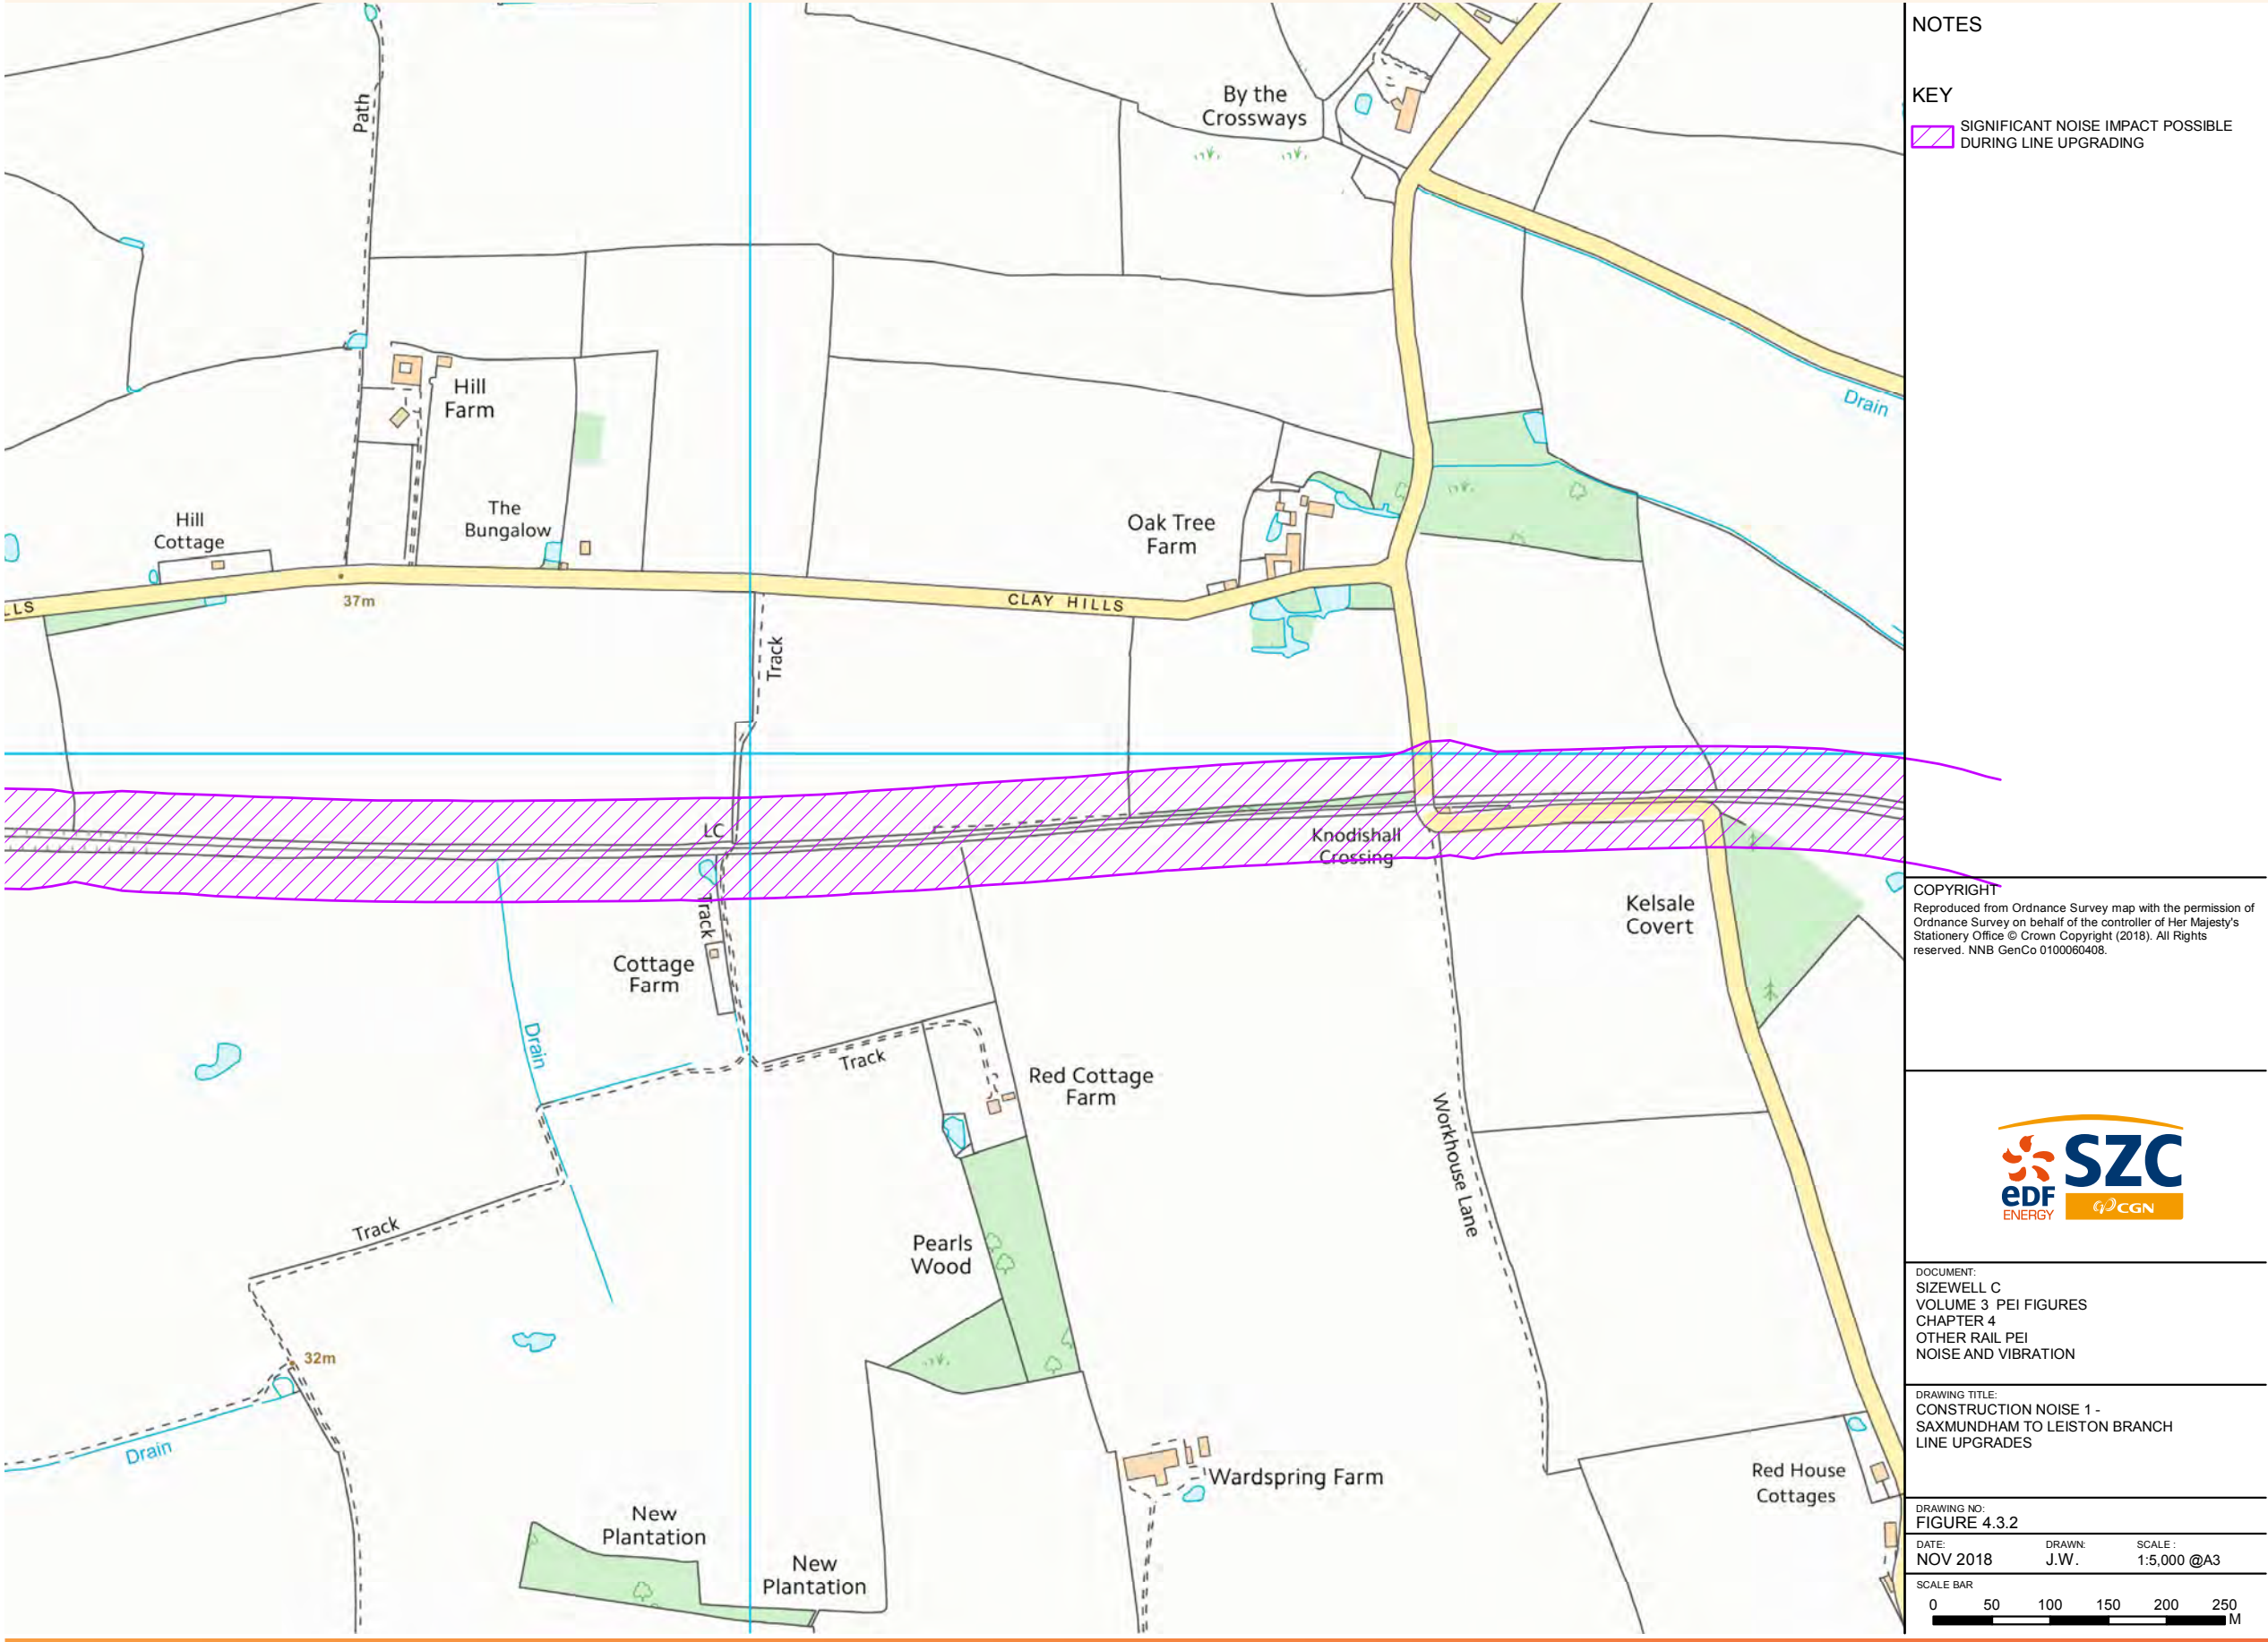 Path
By the
Crossways
Hill
Farm
Drain
Hill
Cottage
The
Bungalow
Oak Tree
Farm
LLS
37m
CLAY HILLS
Track
LC
Knodishall
Crossing
Track
Kelsale
Covert
Cottage
Farm
Drain
Track
Red Cottage
Farm
Workhouse Lane
Track
Pearls
Wood
32m
Drain
Wardspring Farm
Red House
Cottages
New
Plantation
New
Plantation
NOTES
KEY
SIGNIFICANT NOISE IMPACT POSSIBLE
DURING LINE UPGRADING
COPYRIGHT
Reproduced from Ordnance Survey map with the permission of
Ordnance Survey on behalf of the controller of Her Majesty's
Stationery Office © Crown Copyright (2018). All Rights
reserved. NNB GenCo 0100060408.
eDF
ENERGY
SZC
CGN
DOCUMENT:
SIZEWELL C
VOLUME 3 PEI FIGURES
CHAPTER 4
OTHER RAIL PEI
NOISE AND VIBRATION
DRAWING TITLE:
CONSTRUCTION NOISE 1 -
SAXMUNDHAM TO LEISTON BRANCH
LINE UPGRADES
DRAWING NO:
FIGURE 4.3.2
DATE: DRAWN: SCALE :
NOV 2018 J.W. 1:5,000 @A3
SCALE BAR
0 50 100 150 200 250
M